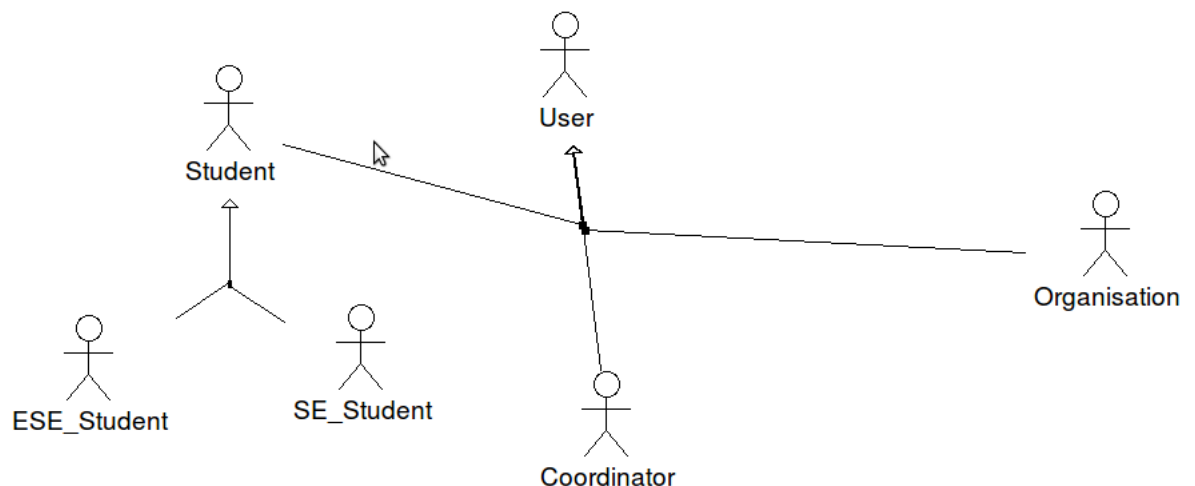 User
Student
Organisation
ESE_Student
SE_Student
Coordinator